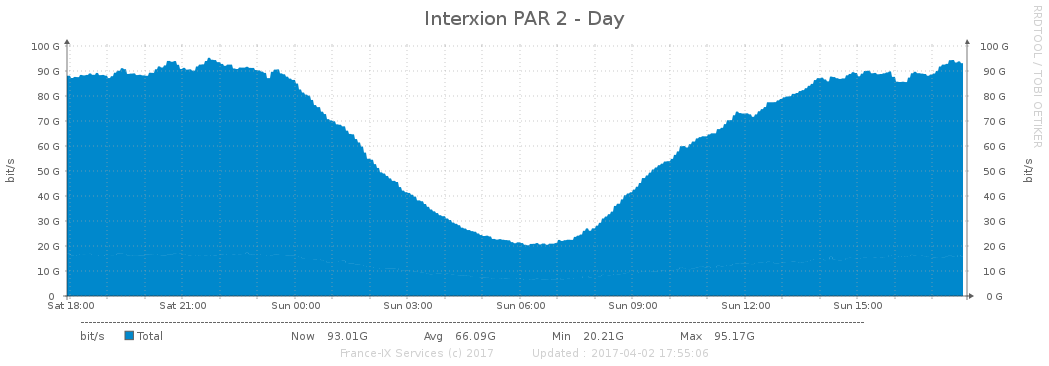 Interxion PAR 2 - Day
RRDTOOL / TOBI OETIKER
100 G 100 G
90 G 90 G
80 G 80 G
70 G 70 G
60 G 60 G
50 G 50 G
40 G 40 G
30 G 30 G
20 G 20 G
10 G 10 G
0 0 G
bit/s bit/s
Sat 18:00 Sat 21:00 Sun 00:00 Sun 03:00 Sun 06:00 Sun 09:00 Sun 12:00 Sun 15:00
bit/s Total Now 93.01G Avg 66.09G Min 20.21G Max 95.17G
France-IX Services (c) 2017 Updated : 2017-04-02 17:55:06